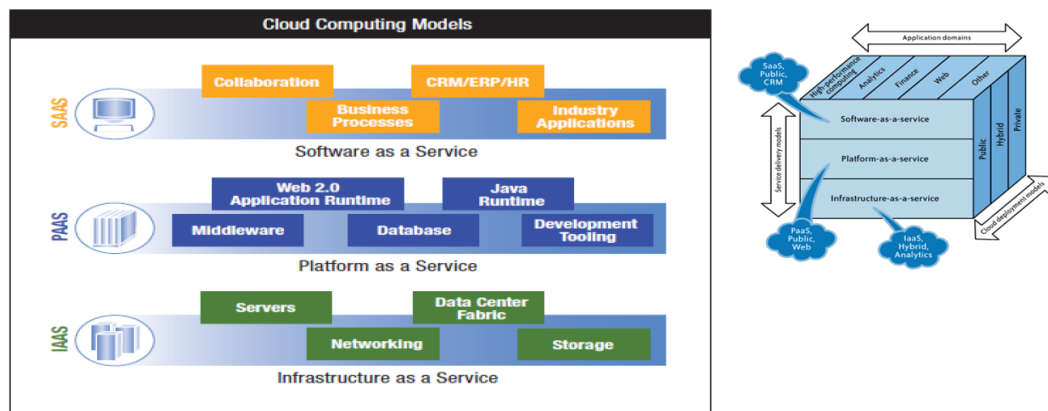 Cloud Computing Models
SAAS
Collaboration
CRM/ERP/HR
Business
Processes
Industry
Applications
Software as a Service
PAAS
Web 2.0
Application Runtime
Java
Runtime
Middleware
Database
Development
Tooling
Platform as a Service
IAAS
Servers
Data Center
Fabric
Networking
Storage
Infrastructure as a Service
Application domains
SaaS,
Public,
CRM
High-performance
computing
Analytics
Finance
Web
Other
Service delivery models
Software-as-a-service
Platform-as-a-service
Infrastructure-as-a-service
Public
Hybrid
Private
Cloud deployment models
PaaS,
Public,
Web
IaaS,
Hybrid,
Analytics